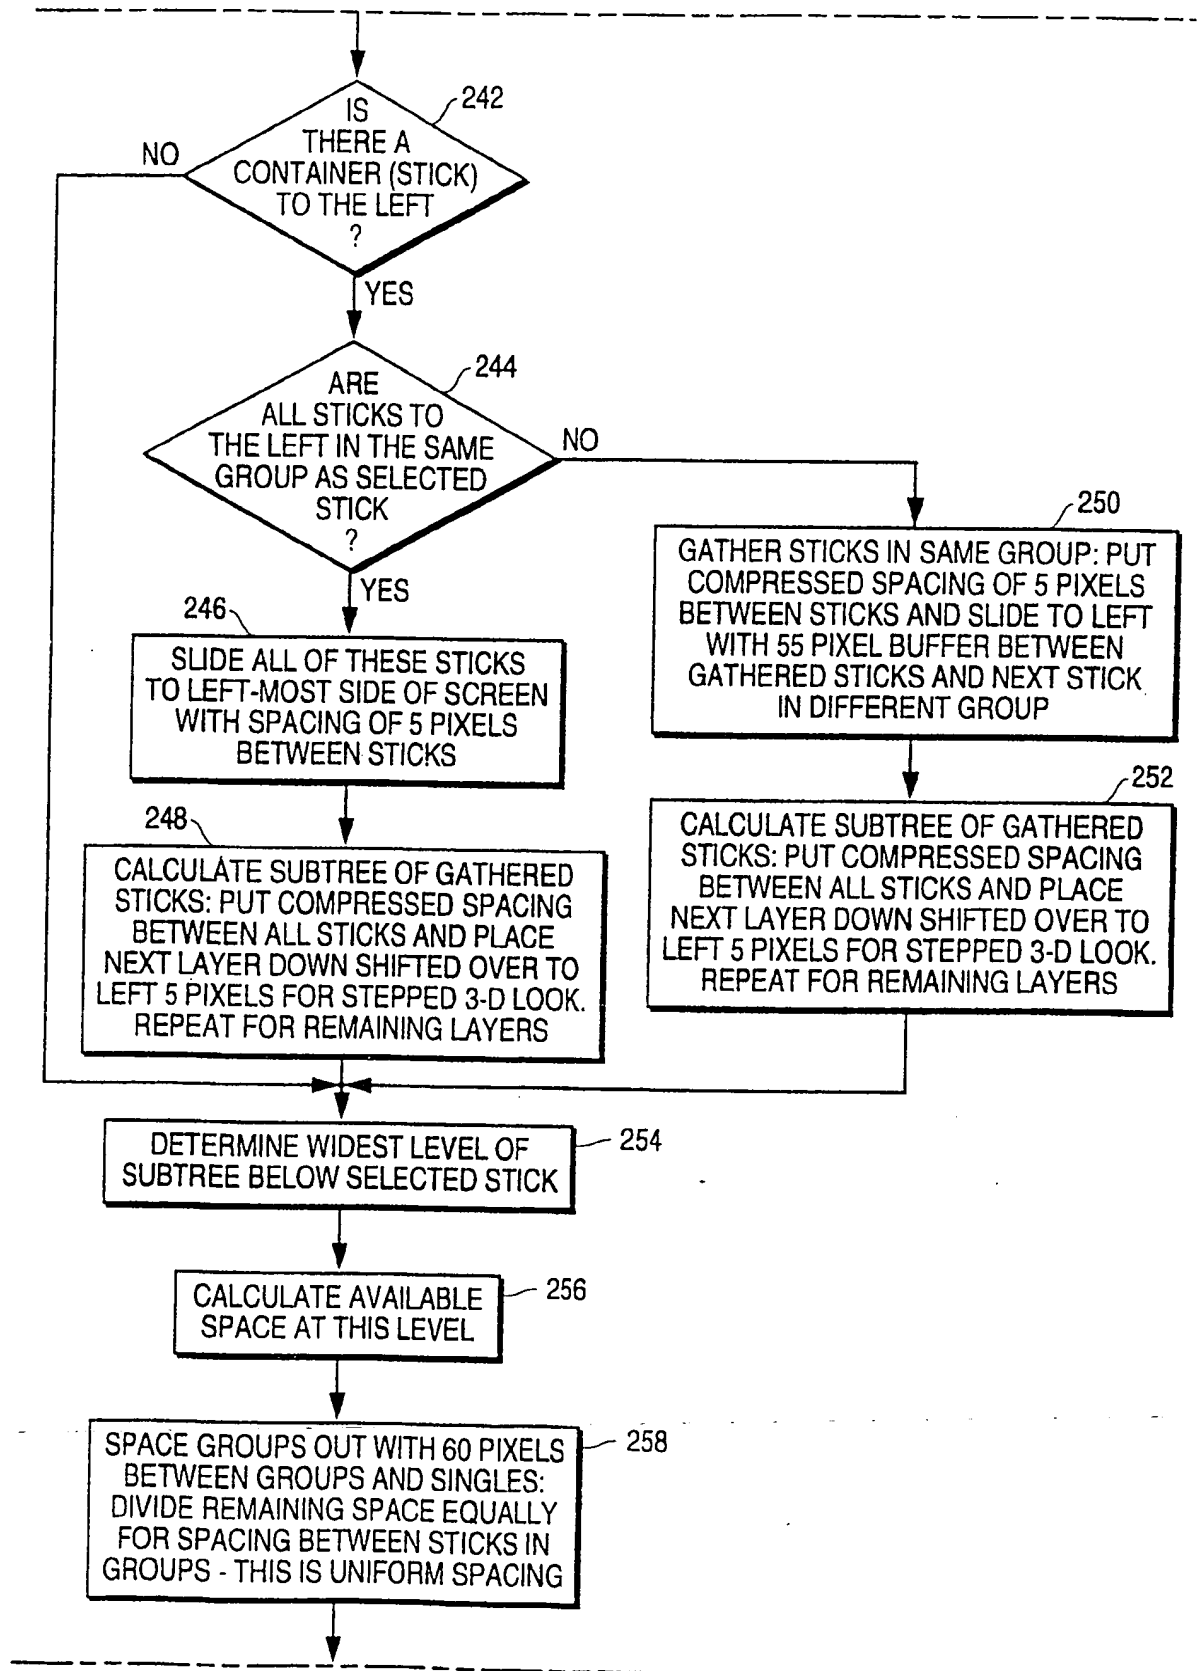 242
IS
THERE A
CONTAINER (STICK)
TO THE LEFT
?
NO
YES
244
ARE
ALL STICKS TO
THE LEFT IN THE SAME
GROUP AS SELECTED
STICK
?
NO
YES
250
GATHER STICKS IN SAME GROUP: PUT
COMPRESSED SPACING OF 5 PIXELS
BETWEEN STICKS AND SLIDE TO LEFT
WITH 55 PIXEL BUFFER BETWEEN
GATHERED STICKS AND NEXT STICK
IN DIFFERENT GROUP
246
SLIDE ALL OF THESE STICKS
TO LEFT-MOST SIDE OF SCREEN
WITH SPACING OF 5 PIXELS
BETWEEN STICKS
252
CALCULATE SUBTREE OF GATHERED
STICKS: PUT COMPRESSED SPACING
BETWEEN ALL STICKS AND PLACE
NEXT LAYER DOWN SHIFTED OVER TO
LEFT 5 PIXELS FOR STEPPED 3-D LOOK.
REPEAT FOR REMAINING LAYERS
248
CALCULATE SUBTREE OF GATHERED
STICKS: PUT COMPRESSED SPACING
BETWEEN ALL STICKS AND PLACE
NEXT LAYER DOWN SHIFTED OVER TO
LEFT 5 PIXELS FOR STEPPED 3-D LOOK.
REPEAT FOR REMAINING LAYERS
254
DETERMINE WIDEST LEVEL OF
SUBTREE BELOW SELECTED STICK
256
CALCULATE AVAILABLE
SPACE AT THIS LEVEL
258
SPACE GROUPS OUT WITH 60 PIXELS
BETWEEN GROUPS AND SINGLES:
DIVIDE REMAINING SPACE EQUALLY
FOR SPACING BETWEEN STICKS IN
GROUPS - THIS IS UNIFORM SPACING